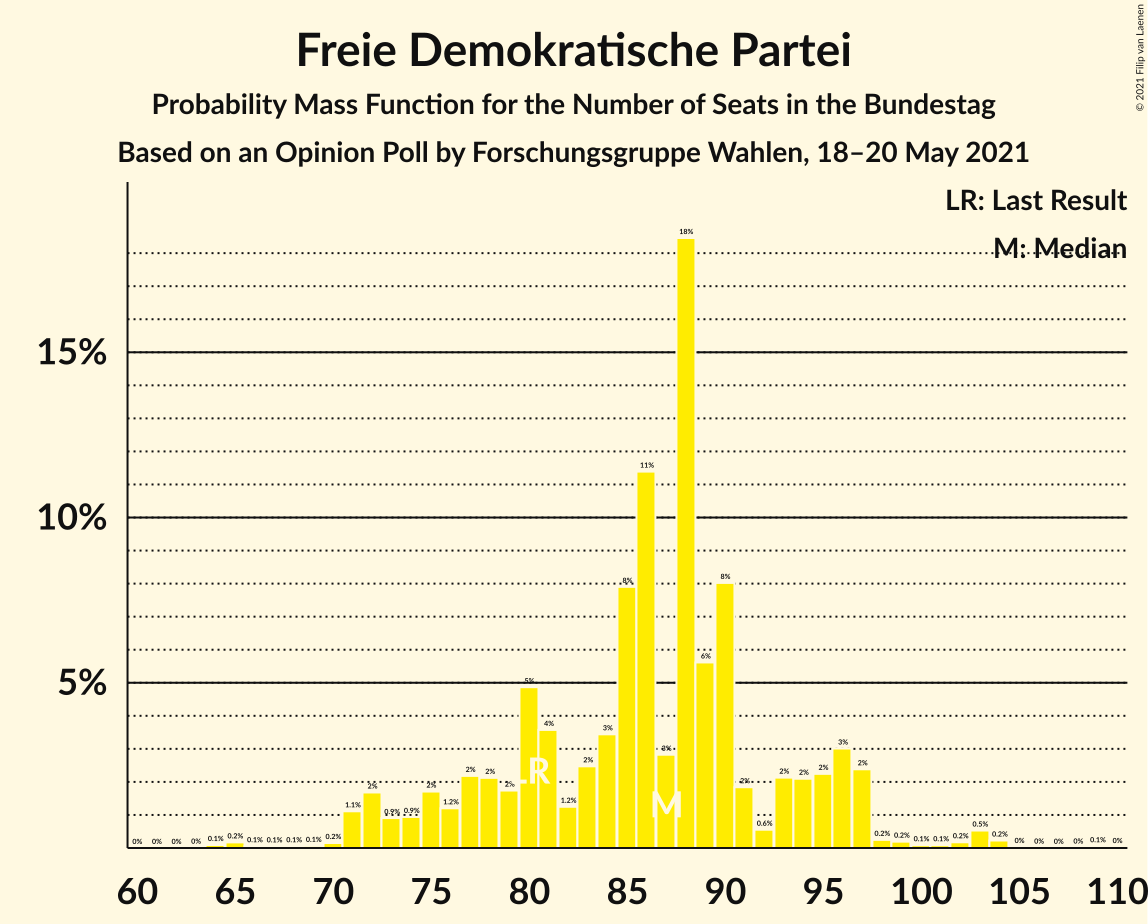 © 2021 Filip van Laenen
Freie Demokratische Partei
Probability Mass Function for the Number of Seats in the Bundestag
Based on an Opinion Poll by Forschungsgruppe Wahlen, 18–20 May 2021
LR: Last Result
M: Median
15%
10%
5%
0% 0% 0% 0% 0.1% 0.2% 0.1% 0.1% 0.1% 0.1% 0.2% 1.1% 2% 0.9% 0.9% 2% 1.2% 2% 2% 2% 5% 4% 1.2% 2% 3% 8% 11% 3% 18% 6% 8% 2% 0.6% 2% 2% 2% 3% 2% 0.2% 0.2% 0.1% 0.1% 0.2% 0.5% 0.2% 0% 0% 0% 0% 0.1% 0%
LR
M
60 65 70 75 80 85 90 95 100 105 110